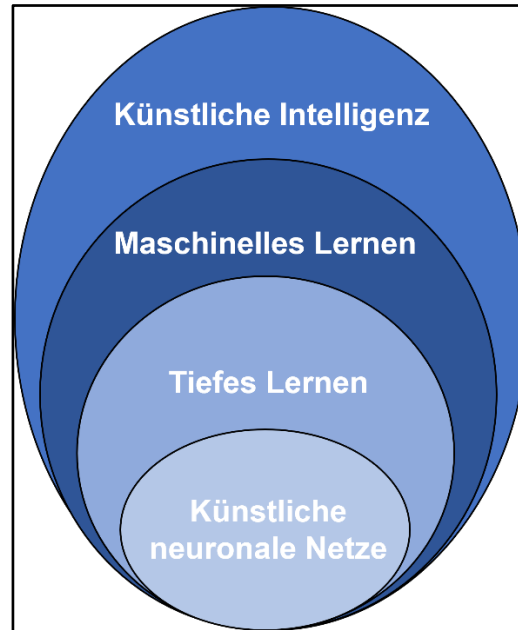 Künstliche Intelligenz
Maschinelles Lernen
Tiefes Lernen
Künstliche
neuronale Netze